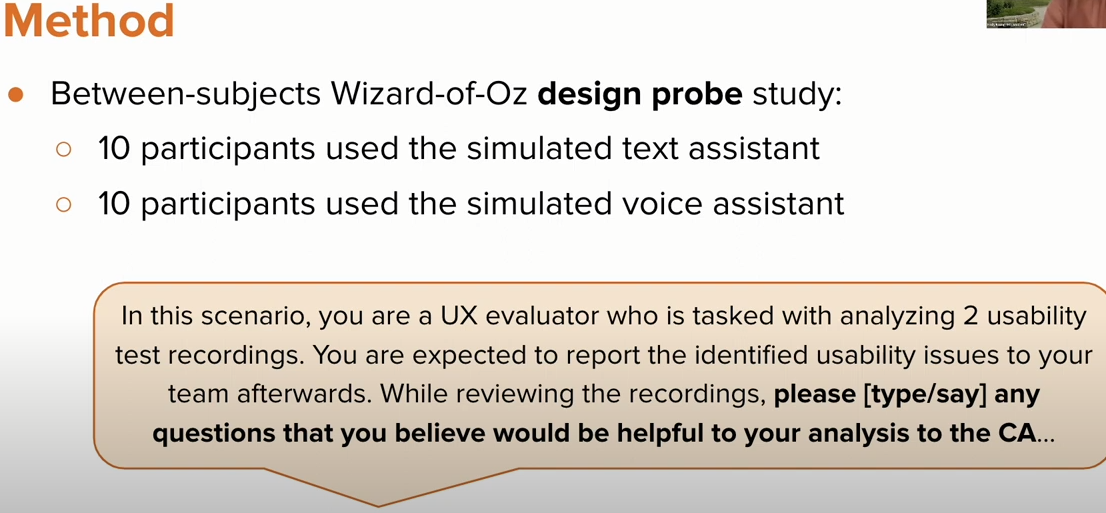 Method
Between-subjects Wizard-of-Oz design probe study:
10 participants used the simulated text assistant
10 participants used the simulated voice assistant
In this scenario, you are a UX evaluator who is tasked with analyzing 2 usability
test recordings. You are expected to report the identified usability issues to your
team afterwards. While reviewing the recordings, please [type/say] any
questions that you believe would be helpful to your analysis to the CA...